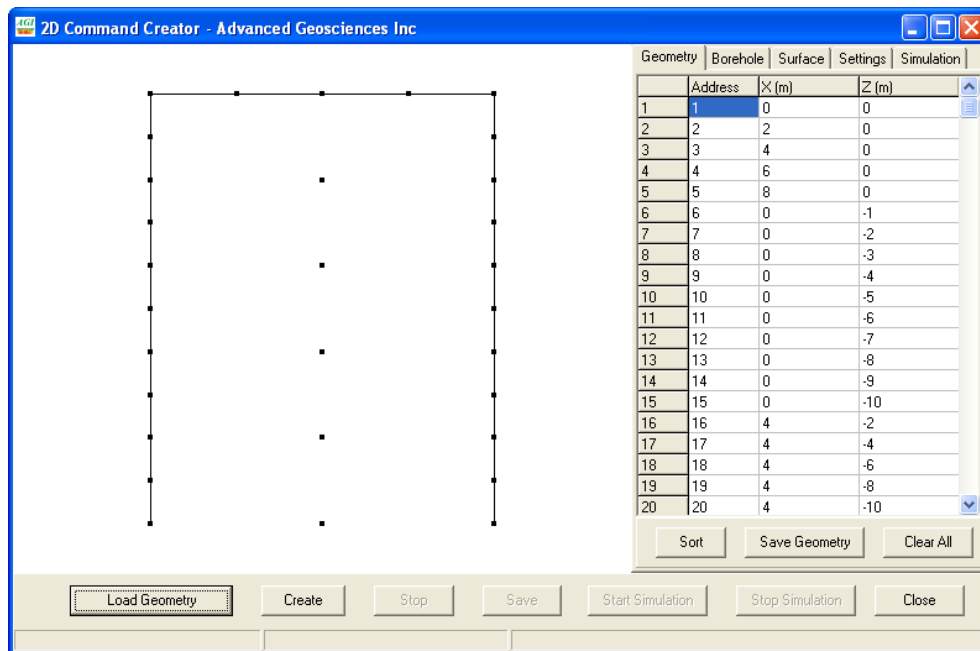 AGI 2D Command Creator - Advanced Geosciences Inc
Geometry Borehole Surface Settings Simulation
Address X (m) Z (m)
1 1 0 0
2 2 2 0
3 3 4 0
4 4 6 0
5 5 8 0
6 6 0 -1
7 7 0 -2
8 8 0 -3
9 9 0 -4
10 10 0 -5
11 11 0 -6
12 12 0 -7
13 13 0 -8
14 14 0 -9
15 15 0 -10
16 16 4 -2
17 17 4 -4
18 18 4 -6
19 19 4 -8
20 20 4 -10
Sort Save Geometry Clear All
Load Geometry Create Stop Save Start Simulation Stop Simulation Close